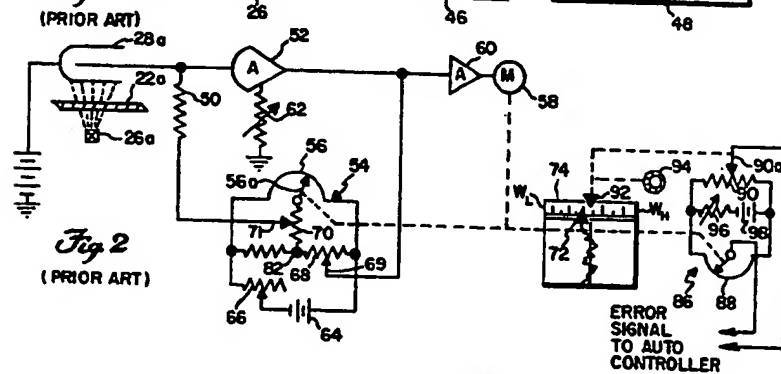 (PRIOR ART)
26
46
48
28a
52
60
A
A
M
22a
50
62
58
26a
56
56a
54
74
92
94
90a
90
W_L
W_H
71
70
72
96
98
82
68
69
86
88
66
64
Fig 2
(PRIOR ART)
ERROR
SIGNAL
TO AUTO
CONTROLLER